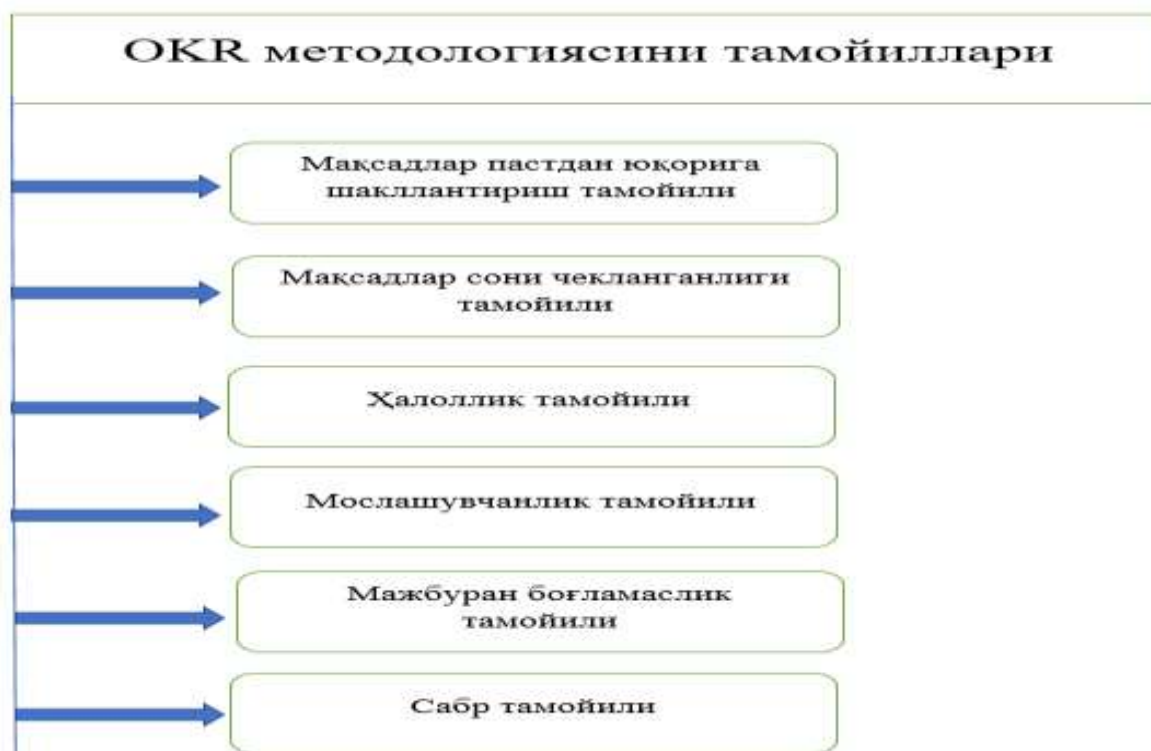 OKR методологиясини тамойиллари
Мақсадлар пастдан юқорига
шакллантириш тамойили
Мақсадлар сони чекланганлиги
тамойили
Ҳалоллик тамойили
Мослашувчанлик тамойили
Мажбуран боғламаслик
тамойили
Сабр тамойили